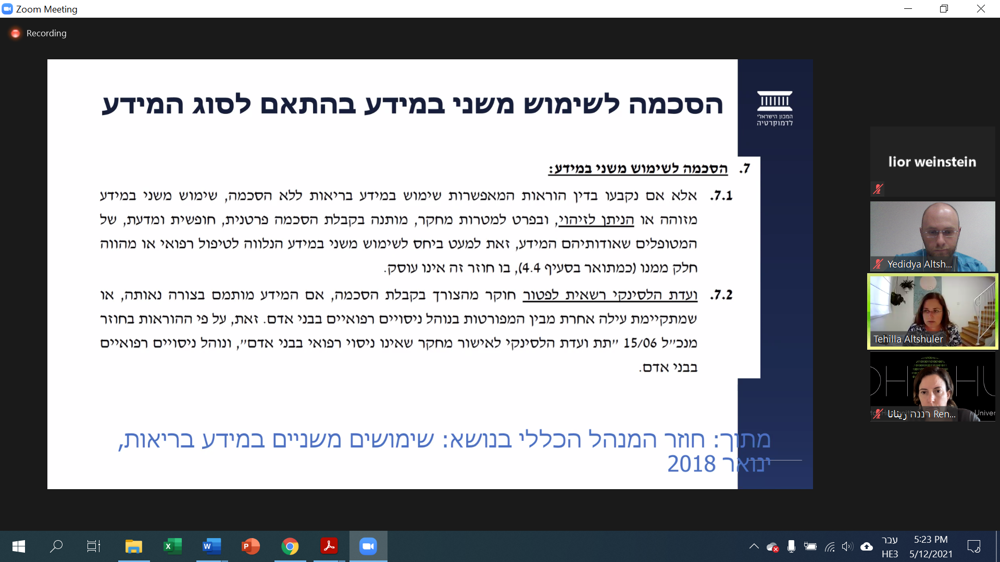 Zoom Meeting
Recording
הסכמה לשימוש משני במידע בהתאם לסוג המידע
המכון הישראלי
לדמוקרטיה
7. הסכמה לשימוש משני במידע:
7.1. אלא אם נקבעו בדין הוראות המאפשרות שימוש במידע בריאות ללא הסכמה, שימוש משני במידע
מזוהה או הניתן לזיהוי, ובפרט למטרות מחקר, מותנה בקבלת הסכמה פרטנית, חופשית ומדעת, של
המטופלים שאודותיהם המידע, זאת למעט ביחס לשימוש משני במידע הנלווה לטיפול רפואי או מהווה
חלק ממנו (כמתואר בסעיף 4.4), בו חוזר זה אינו עוסק.
7.2. ועדת הלסינקי רשאית לפטור חוקר מהצורך בקבלת הסכמה, אם המידע מותמם בצורה נאותה, או
שמתקיימת עילה אחרת מבין המפורטות בנוהל ניסויים רפואיים בבני אדם. זאת, על פי ההוראות בחוזר
מנכ״ל 15/06 ״תת ועדת הלסינקי לאישור מחקר שאינו ניסוי רפואי בבני אדם״, ונוהל ניסויים רפואיים
בבני אדם.
מתוך: חוזר המנהל הכללי בנושא: שימושים משניים במידע בריאות,
ינואר 2018
lior weinstein
Yedidya Altsh...
Tehilla Altshuler
רננה רינאנ Ren...
Univer
עבר
HE3
5:23 PM
5/12/2021